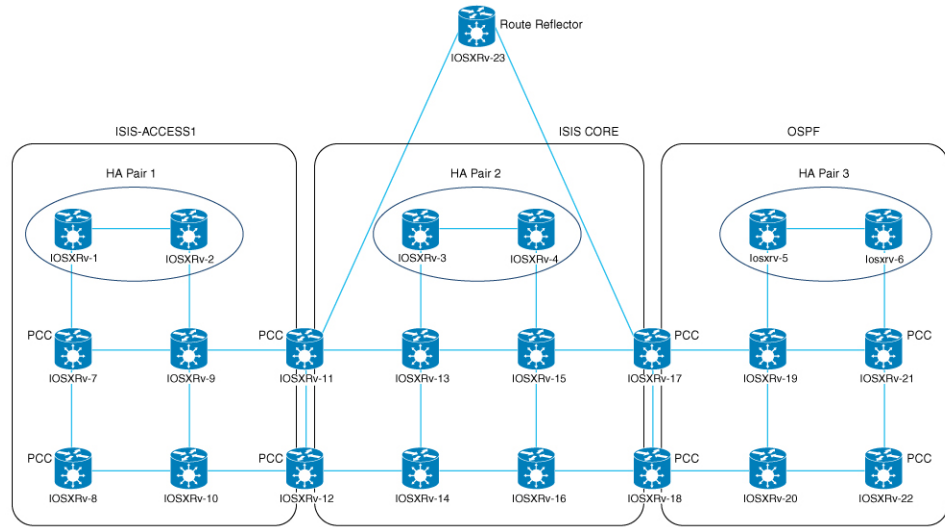 Route Reflector
IOSXRv-23
ISIS-ACCESS1
ISIS CORE
OSPF
HA Pair 1
HA Pair 2
HA Pair 3
IOSXRv-1
IOSXRv-2
IOSXRv-3
IOSXRv-4
Iosxrv-5
Iosxrv-6
PCC
PCC
PCC
PCC
IOSXRv-7
IOSXRv-9
IOSXRv-11
IOSXRv-13
IOSXRv-15
IOSXRv-17
IOSXRv-19
IOSXRv-21
PCC
PCC
PCC
PCC
IOSXRv-8
IOSXRv-10
IOSXRv-12
IOSXRv-14
IOSXRv-16
IOSXRv-18
IOSXRv-20
IOSXRv-22